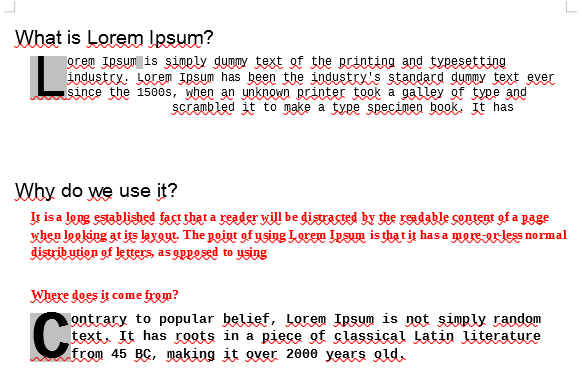 What is Lorem Ipsum?
Lorem Ipsum is simply dummy text of the printing and typesetting
industry. Lorem Ipsum has been the industry's standard dummy text ever
since the 1500s, when an unknown printer took a galley of type and
scrambled it to make a type specimen book. It has
Why do we use it?
It is a long established fact that a reader will be distracted by the readable content of a page
when looking at its layout. The point of using Lorem Ipsum is that it has a more-or-less normal
distribution of letters, as opposed to using
Where does it come from?
Contrary to popular belief, Lorem Ipsum is not simply random
text. It has roots in a piece of classical Latin literature
from 45 BC, making it over 2000 years old.